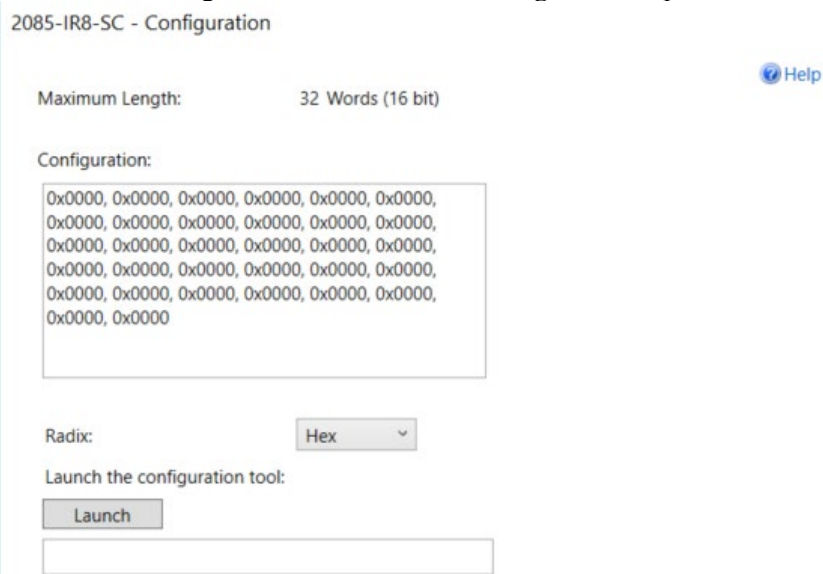 2085-IR8-SC - Configuration
Help
Maximum Length: 32 Words (16 bit)
Configuration:
0x0000, 0x0000, 0x0000, 0x0000, 0x0000, 0x0000,
0x0000, 0x0000, 0x0000, 0x0000, 0x0000, 0x0000,
0x0000, 0x0000, 0x0000, 0x0000, 0x0000, 0x0000,
0x0000, 0x0000, 0x0000, 0x0000, 0x0000, 0x0000,
0x0000, 0x0000, 0x0000, 0x0000, 0x0000, 0x0000,
0x0000, 0x0000
Radix: Hex
Launch the configuration tool:
Launch